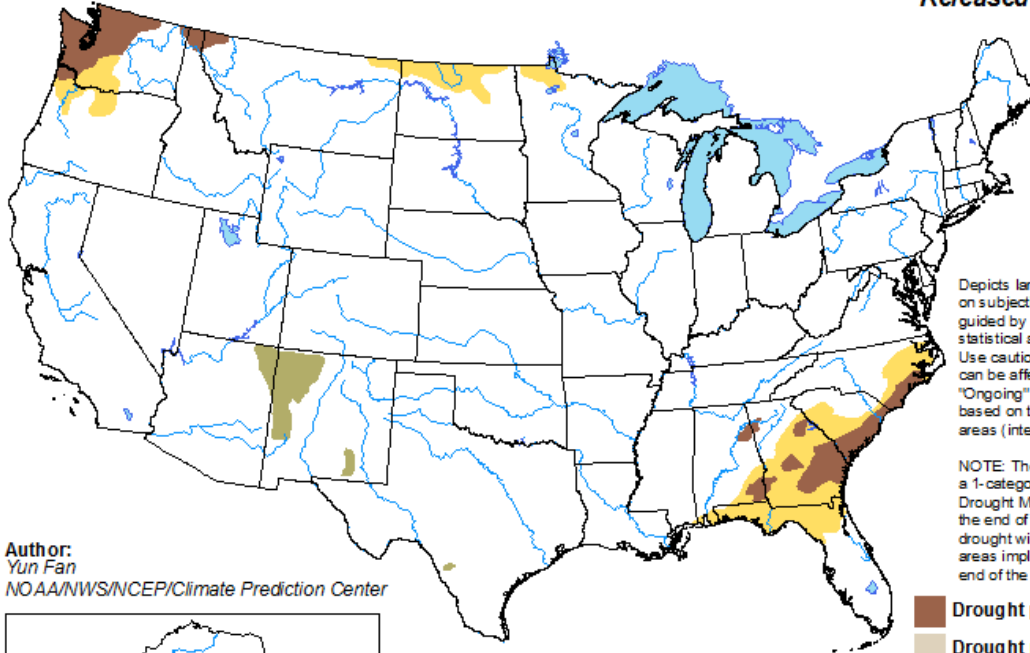 Released
Depicts lar
on subject
guided by
statistical a
Use cautio
can be affe
"Ongoing"
based on t
areas (inte
NOTE: The
a 1-catego
Drought M
the end of
drought wi
areas impl
end of the
Author:
Yun Fan
NOAA/NWS/NCEP/Climate Prediction Center
Drought p
Drought